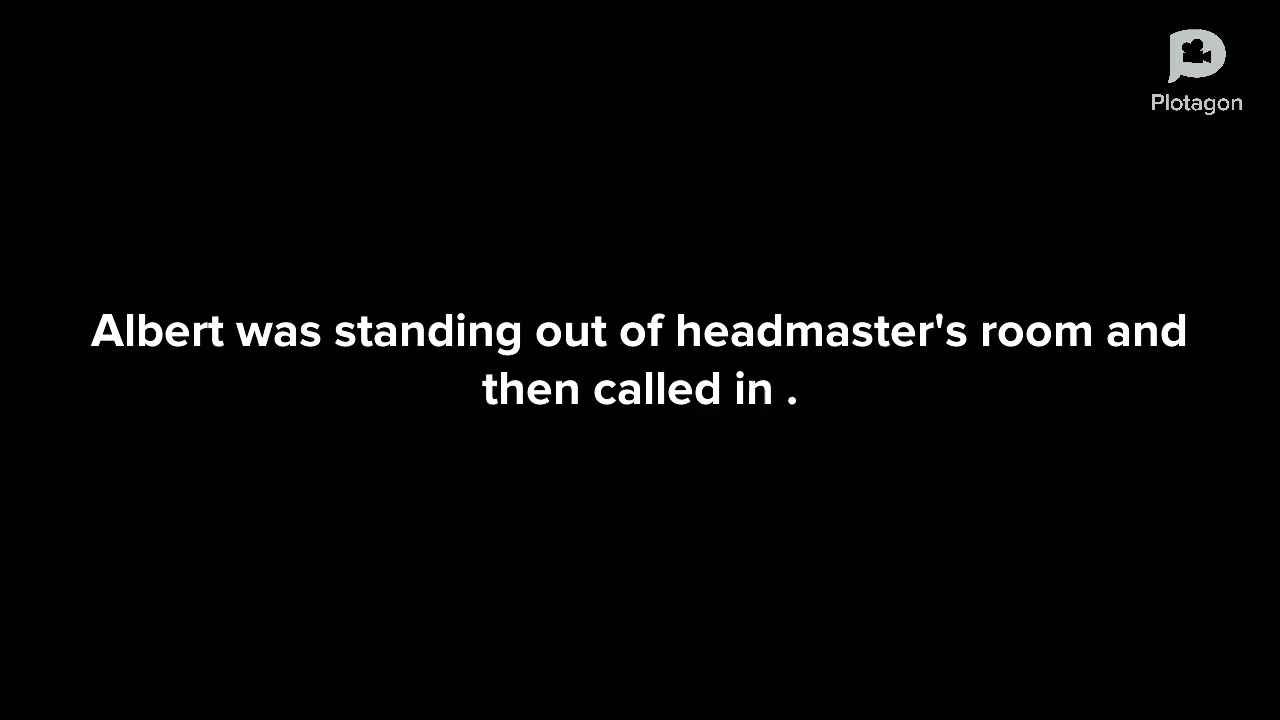 Plotagon
Albert was standing out of headmaster's room and
then called in .